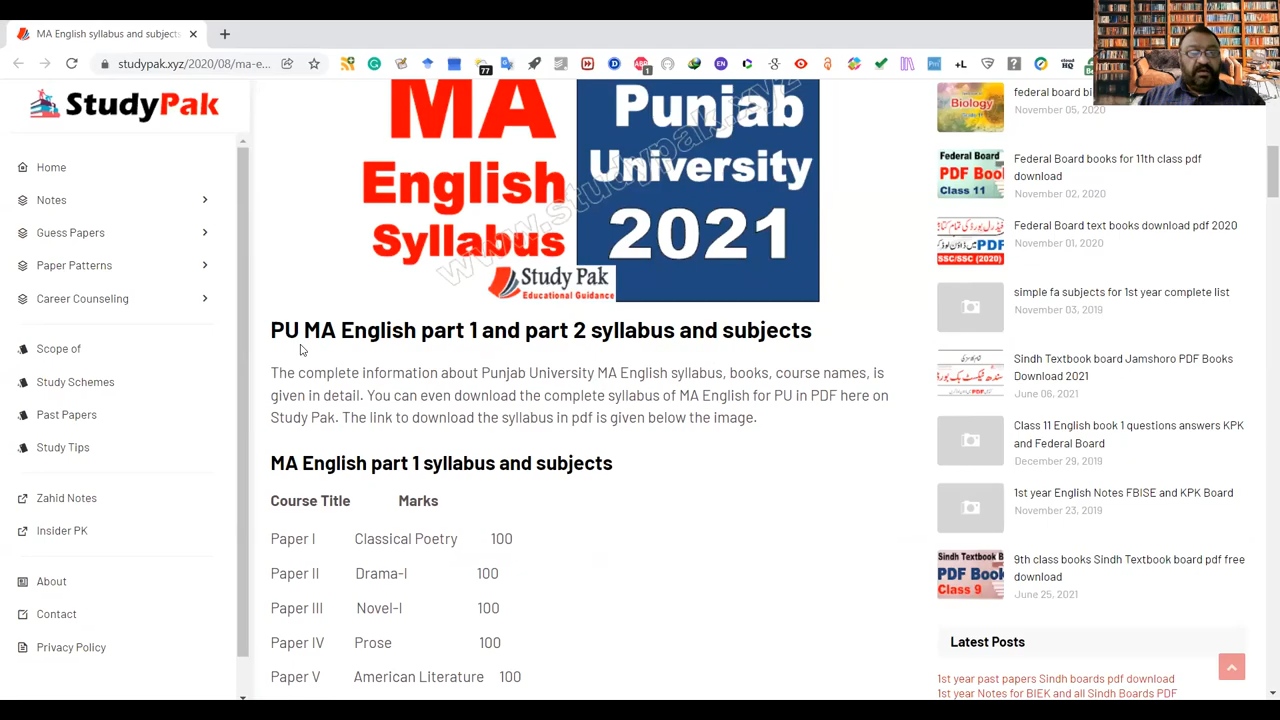 MA English syllabus and subjects
studypak.xyz/2020/08/ma-e...
StudyPak
Home
Notes
Guess Papers
Paper Patterns
Career Counseling
Scope of
Study Schemes
Past Papers
Study Tips
Zahid Notes
Insider PK
About
Contact
Privacy Policy
MA
English
Syllabus
Punjab
University
2021
www.studypak.xyz
Study Pak
Educational Guidance
PU MA English part 1 and part 2 syllabus and subjects
The complete information about Punjab University MA English syllabus, books, course names, is
given in detail. You can even download the complete syllabus of MA English for PU in PDF here on
Study Pak. The link to download the syllabus in pdf is given below the image.
MA English part 1 syllabus and subjects
Course Title Marks
Paper I Classical Poetry 100
Paper II Drama-I 100
Paper III Novel-I 100
Paper IV Prose 100
Paper V American Literature 100
Biology
federal board bi
November 05, 2020
Federal Board
PDF Boo
Class 11
Federal Board books for 11th class pdf
download
November 02, 2020
SSC/SSC (2020)
Federal Board text books download pdf 2020
November 01, 2020
simple fa subjects for 1st year complete list
November 03, 2019
Sindh Textbook board Jamshoro PDF Books
Download 2021
June 06, 2021
Class 11 English book 1 questions answers KPK
and Federal Board
December 29, 2019
1st year English Notes FBISE and KPK Board
November 23, 2019
Sindh Textbook B
PDF Book
Class 9
9th class books Sindh Textbook board pdf free
download
June 25, 2021
Latest Posts
1st year past papers Sindh boards pdf download
1st year Notes for BIEK and all Sindh Boards PDF